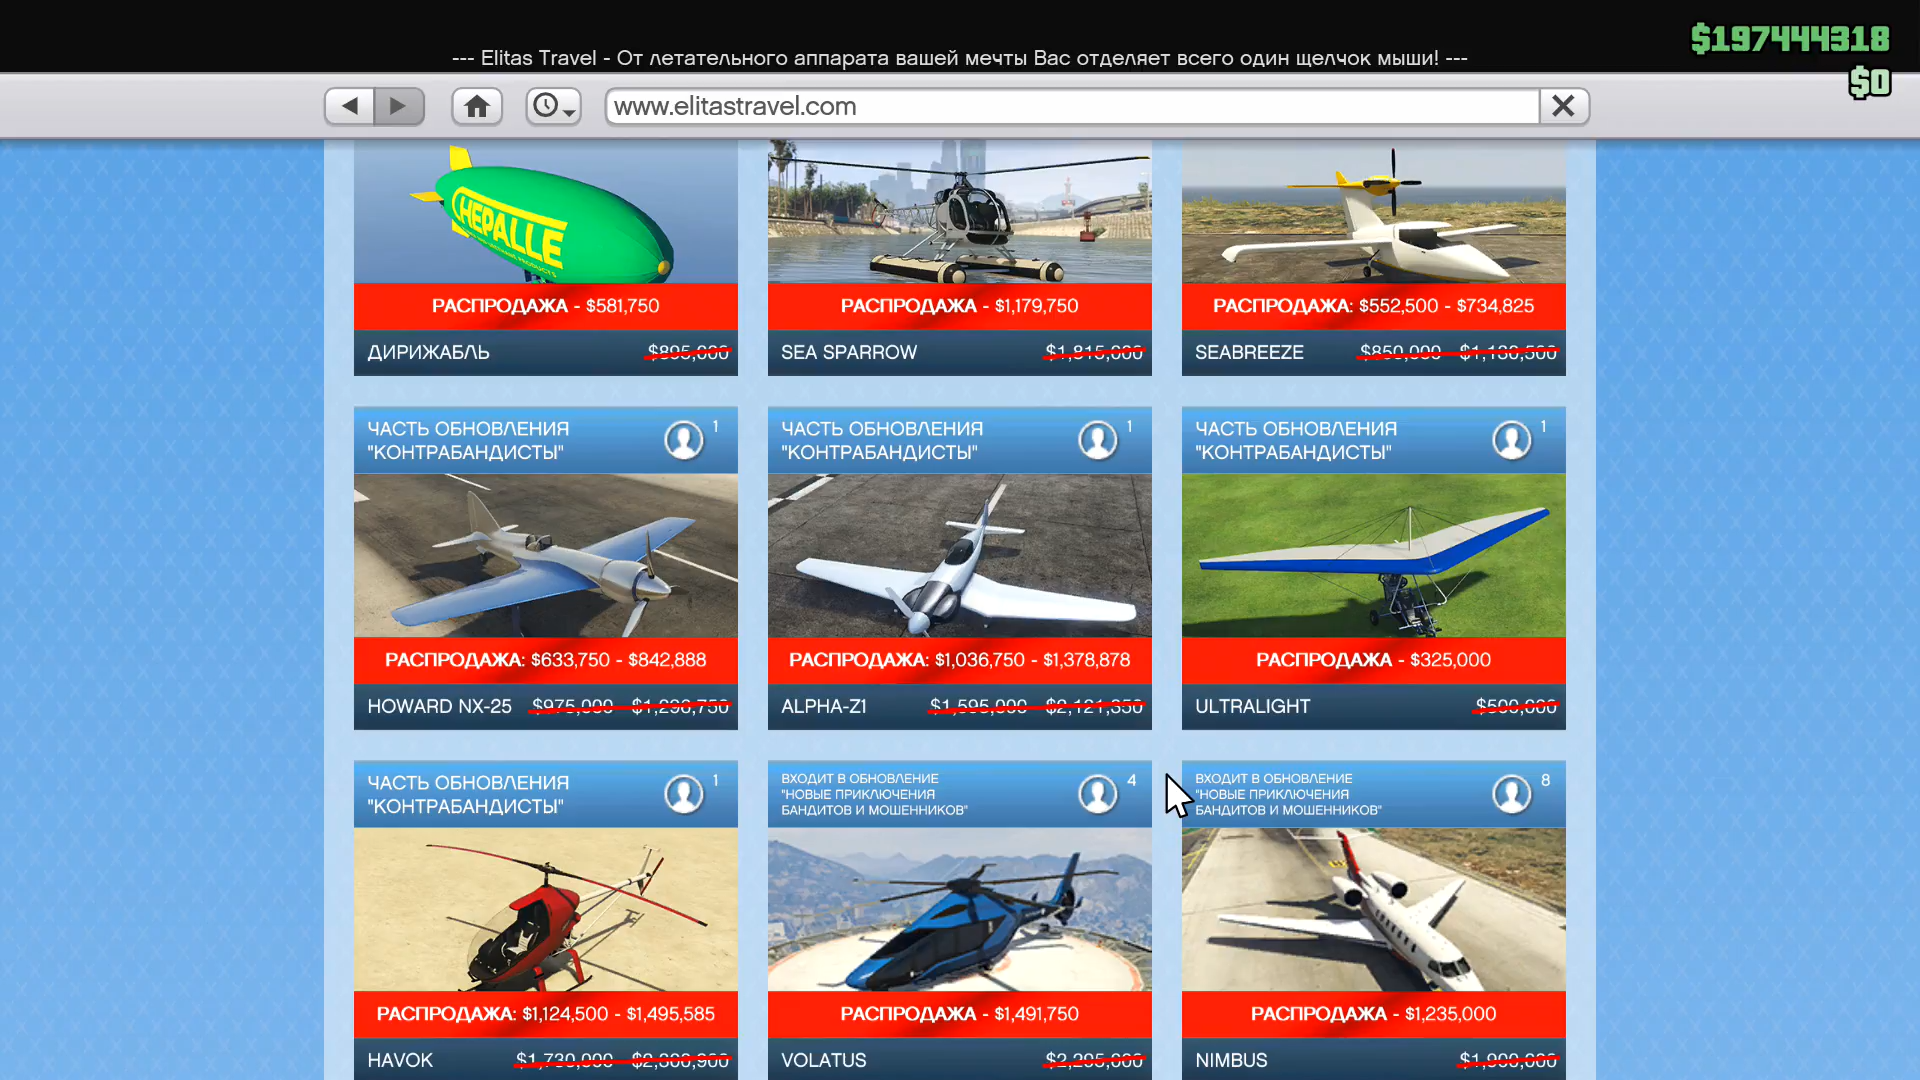 $197444318
--- Elitas Travel - От летательного аппарата вашей мечты Вас отделяет всего один щелчок мыши! ---
$0
www.elitastravel.com
CHEPALLE
РАСПРОДАЖА - $581,750
РАСПРОДАЖА - $1,179,750
РАСПРОДАЖА: $552,500 - $734,825
ДИРИЖАБЛЬ $895,000
SEA SPARROW $1,815,000
SEABREEZE $850,000 - $1,130,500
ЧАСТЬ ОБНОВЛЕНИЯ
"КОНТРАБАНДИСТЫ"
1
ЧАСТЬ ОБНОВЛЕНИЯ
"КОНТРАБАНДИСТЫ"
1
ЧАСТЬ ОБНОВЛЕНИЯ
"КОНТРАБАНДИСТЫ"
1
РАСПРОДАЖА: $633,750 - $842,888
РАСПРОДАЖА: $1,036,750 - $1,378,878
РАСПРОДАЖА - $325,000
HOWARD NX-25 $975,000 - $1,296,750
ALPHA-Z1 $1,595,000 - $2,121,350
ULTRALIGHT $500,000
ЧАСТЬ ОБНОВЛЕНИЯ
"КОНТРАБАНДИСТЫ"
1
ВХОДИТ В ОБНОВЛЕНИЕ
"НОВЫЕ ПРИКЛЮЧЕНИЯ
БАНДИТОВ И МОШЕННИКОВ"
4
ВХОДИТ В ОБНОВЛЕНИЕ
"НОВЫЕ ПРИКЛЮЧЕНИЯ
БАНДИТОВ И МОШЕННИКОВ"
8
РАСПРОДАЖА: $1,124,500 - $1,495,585
РАСПРОДАЖА - $1,491,750
РАСПРОДАЖА - $1,235,000
HAVOK $1,730,000 - $2,300,900
VOLATUS $2,295,000
NIMBUS $1,900,000